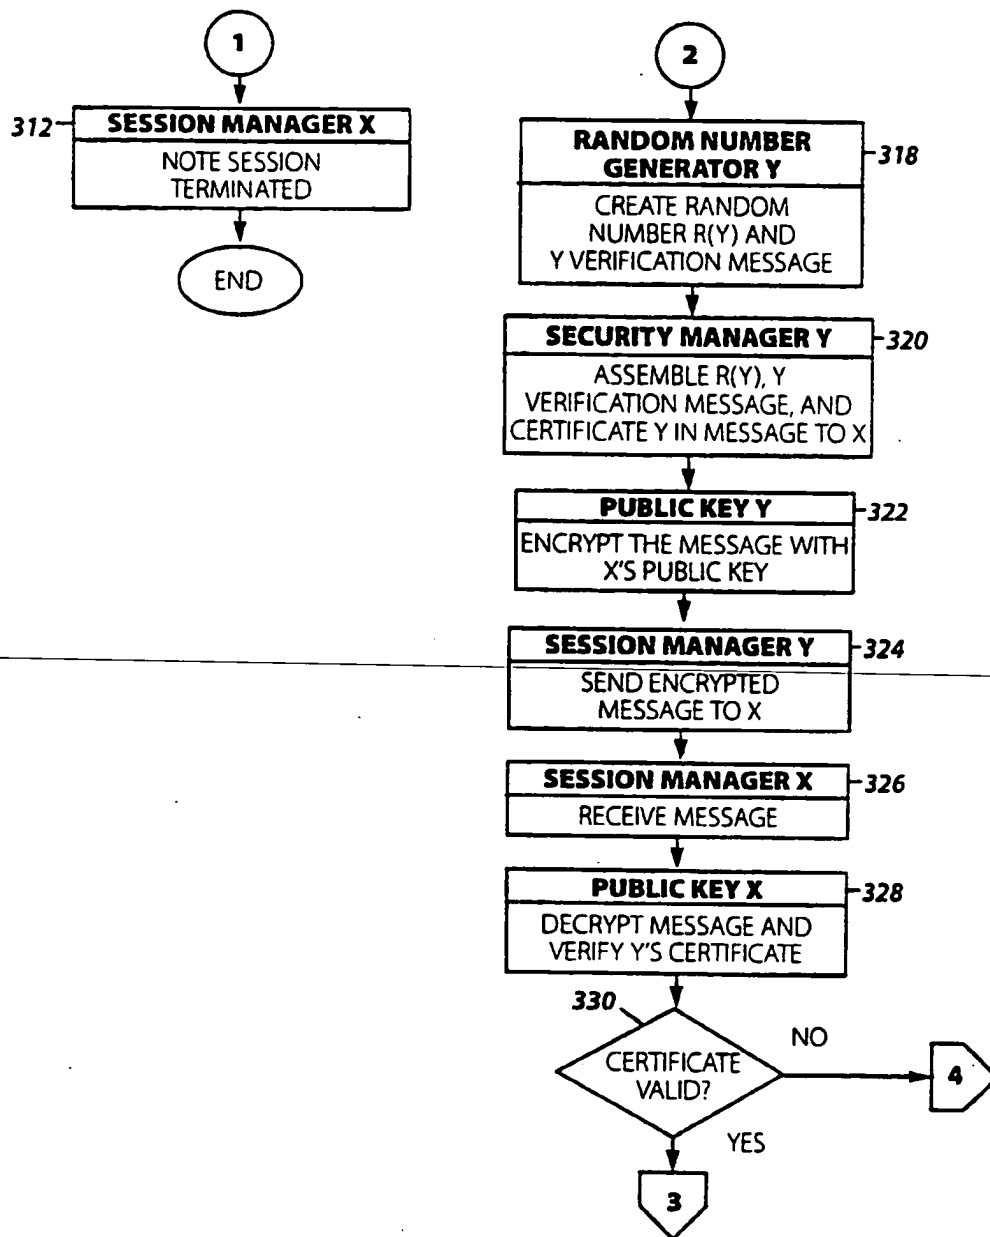 1
312
SESSION MANAGER X
NOTE SESSION
TERMINATED
END
2
RANDOM NUMBER
GENERATOR Y
318
CREATE RANDOM
NUMBER R(Y) AND
Y VERIFICATION MESSAGE
SECURITY MANAGER Y
320
ASSEMBLE R(Y), Y
VERIFICATION MESSAGE, AND
CERTIFICATE Y IN MESSAGE TO X
PUBLIC KEY Y
322
ENCRYPT THE MESSAGE WITH
X'S PUBLIC KEY
SESSION MANAGER Y
324
SEND ENCRYPTED
MESSAGE TO X
SESSION MANAGER X
326
RECEIVE MESSAGE
PUBLIC KEY X
328
DECRYPT MESSAGE AND
VERIFY Y'S CERTIFICATE
330
CERTIFICATE
VALID?
NO
4
YES
3